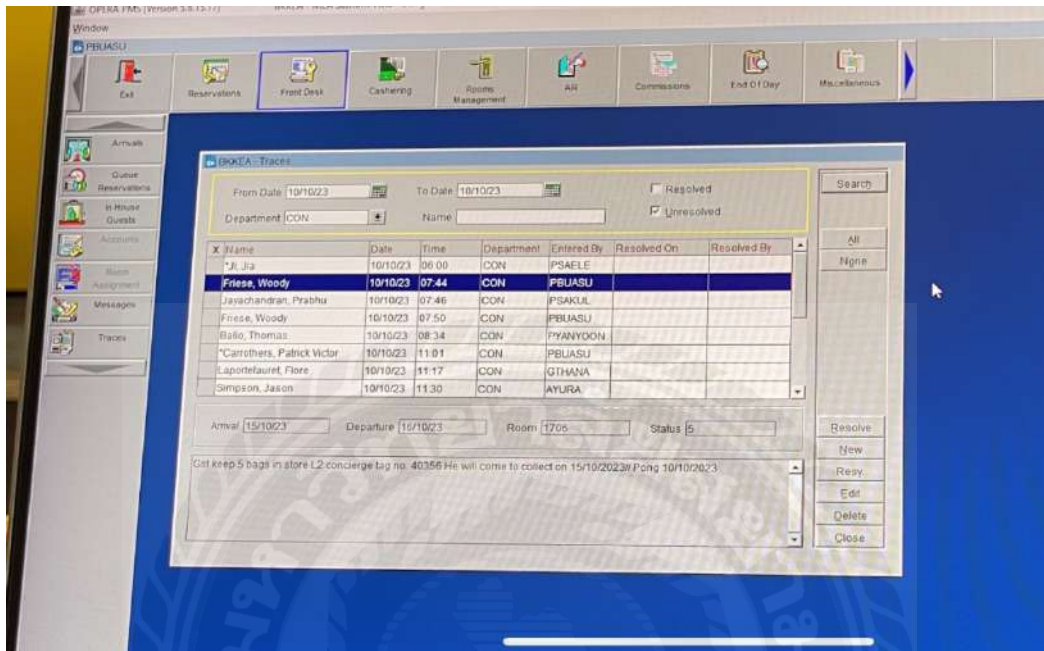 OPERA PMS [Version 5.6.15.17]
Window
PBUASU
Exit
Reservations
Front Desk
Cashiering
Rooms Management
AR
Commissions
End Of Day
Miscellaneous
Arrivals
Queue Reservations
In House Guests
Accounts
Room Assignment
Messages
Traces
BKKEA - Traces
From Date 10/10/23 To Date 10/10/23 Resolved
Department CON Name Unresolved
Search
All
None
X Name Date Time Department Entered By Resolved On Resolved By
*Ji, Jia 10/10/23 06:00 CON PSAELE
Friese, Woody 10/10/23 07:44 CON PBUASU
Jayachandran, Prabhu 10/10/23 07:46 CON PSAKUL
Friese, Woody 10/10/23 07:50 CON PBUASU
Thomas 10/10/23 08:34 CON PYANYOON
*Carrothers, Patrick Victor 10/10/23 11:01 CON PBUASU
Laportefauret, Flore 10/10/23 11:17 CON GTHANA
Simpson, Jason 10/10/23 11:30 CON AYURA
Arrival 15/10/23 Departure 16/10/23 Room 1706 Status 5
Gst keep 5 bags in store L2 concierge tag no. 40356 He will come to collect on 15/10/2023// Pong 10/10/2023
Resolve
New
Resv.
Edit
Delete
Close